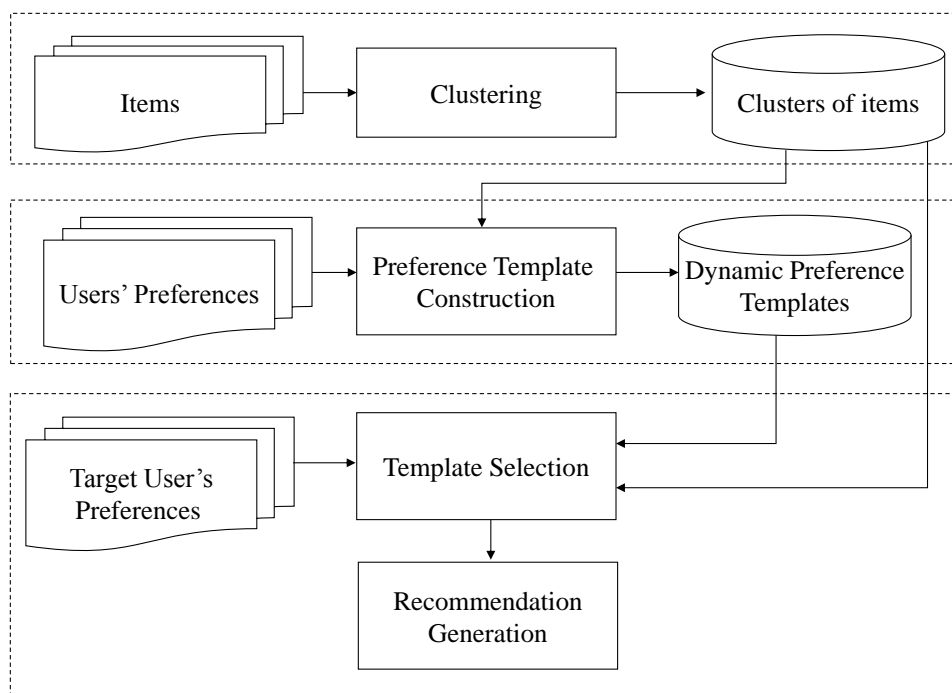 Items
Clustering
Clusters of items
Users’ Preferences
Preference Template
Construction
Dynamic Preference
Templates
Target User’s
Preferences
Template Selection
Recommendation
Generation